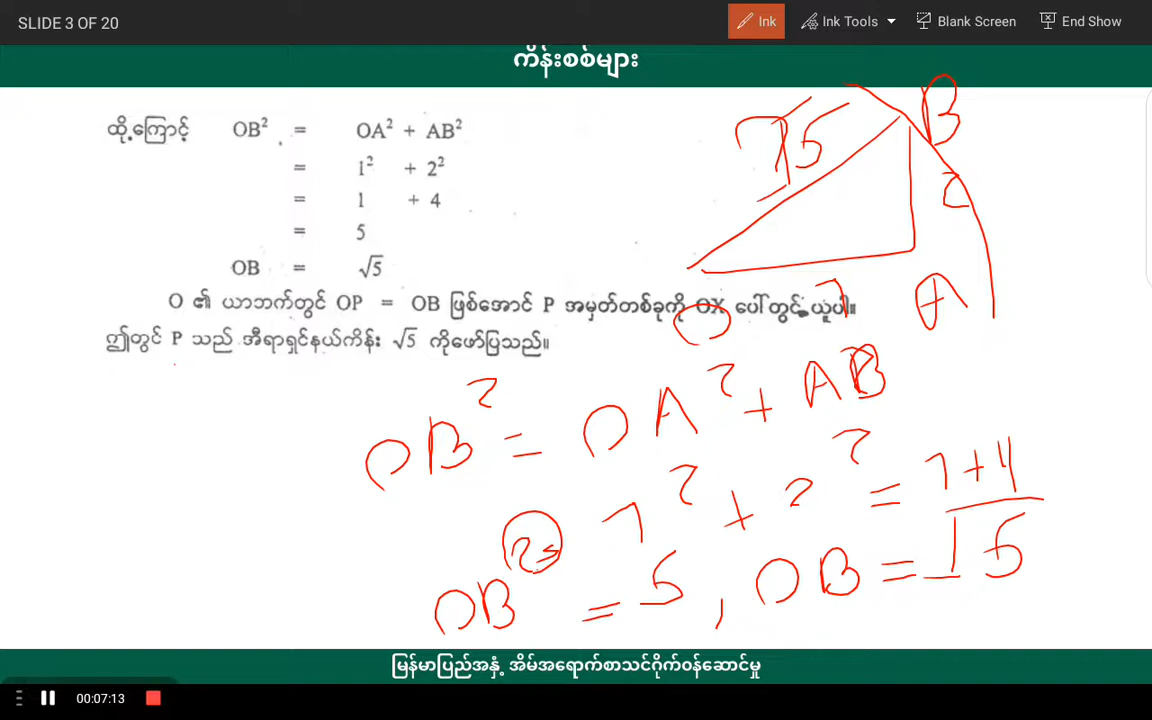 SLIDE 3 OF 20
Ink
Ink Tools
Blank Screen
End Show
ကိန်းစစ်များ
ထို့ကြောင့် OB² = OA² + AB²
= 1² + 2²
= 1 + 4
= 5
OB = √5
O ၏ ယာဘက်တွင် OP = OB ဖြစ်အောင် P အမှတ်တစ်ခုကို OX ပေါ်တွင် ယူပါ။
ဤတွင် P သည် အီရာရှင်နယ်ကိန်း √5 ကိုဖော်ပြသည်။
√5
B
2
1
A
O
OB² = OA² + AB²
= 1² + 2² = 1+4
OB² = 5, OB = √5
မြန်မာပြည်အနှံ့ အိမ်အရောက်စာသင်ဂိုက်ဝန်ဆောင်မှု
00:07:13